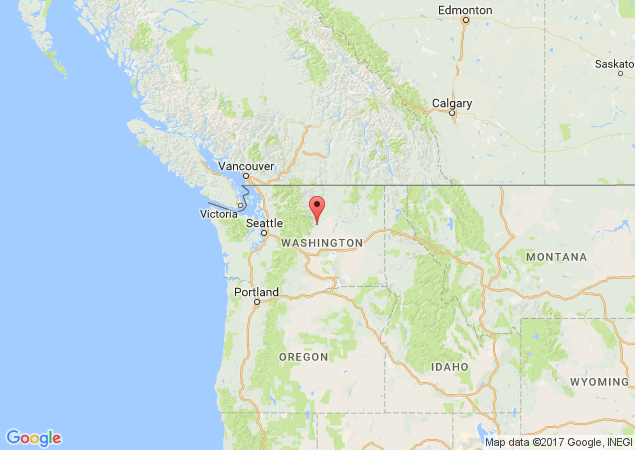 Edmonton
Saskato
Calgary
Vancouver
Victoria
Seattle
WASHINGTON
MONTANA
Portland
OREGON
IDAHO
WYOMING
Google
Map data ©2017 Google, INEGI